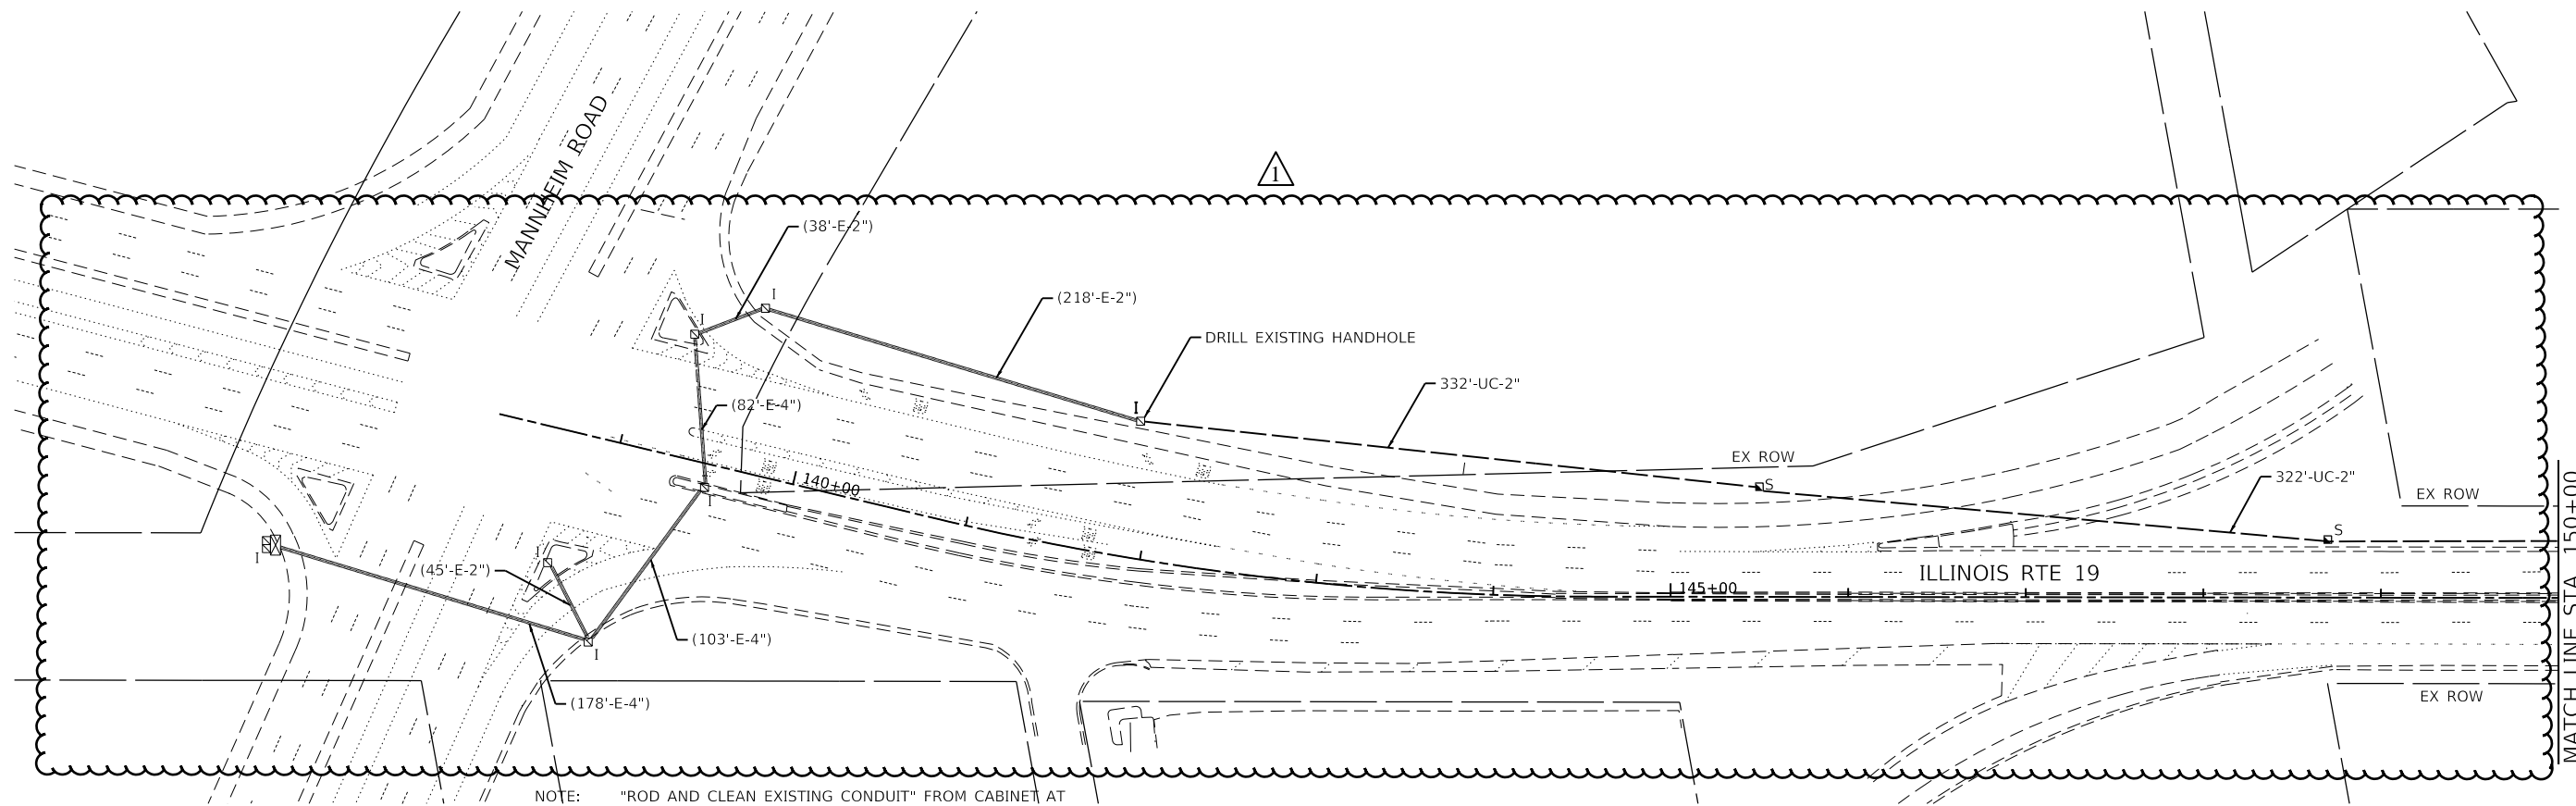 1
MANNHEIM ROAD
(38'-E-2")
I
(218'-E-2")
I
DRILL EXISTING HANDHOLE
332'-UC-2"
I
(82'-E-4")
EX ROW
140+00
S
322'-UC-2"
EX ROW
I
S
I
I
(45'-E-2")
ILLINOIS RTE 19
145+00
(103'-E-4")
I
(178'-E-4")
EX ROW
MATCH LINE STA. 150+00
NOTE: "ROD AND CLEAN EXISTING CONDUIT" FROM CABINET AT